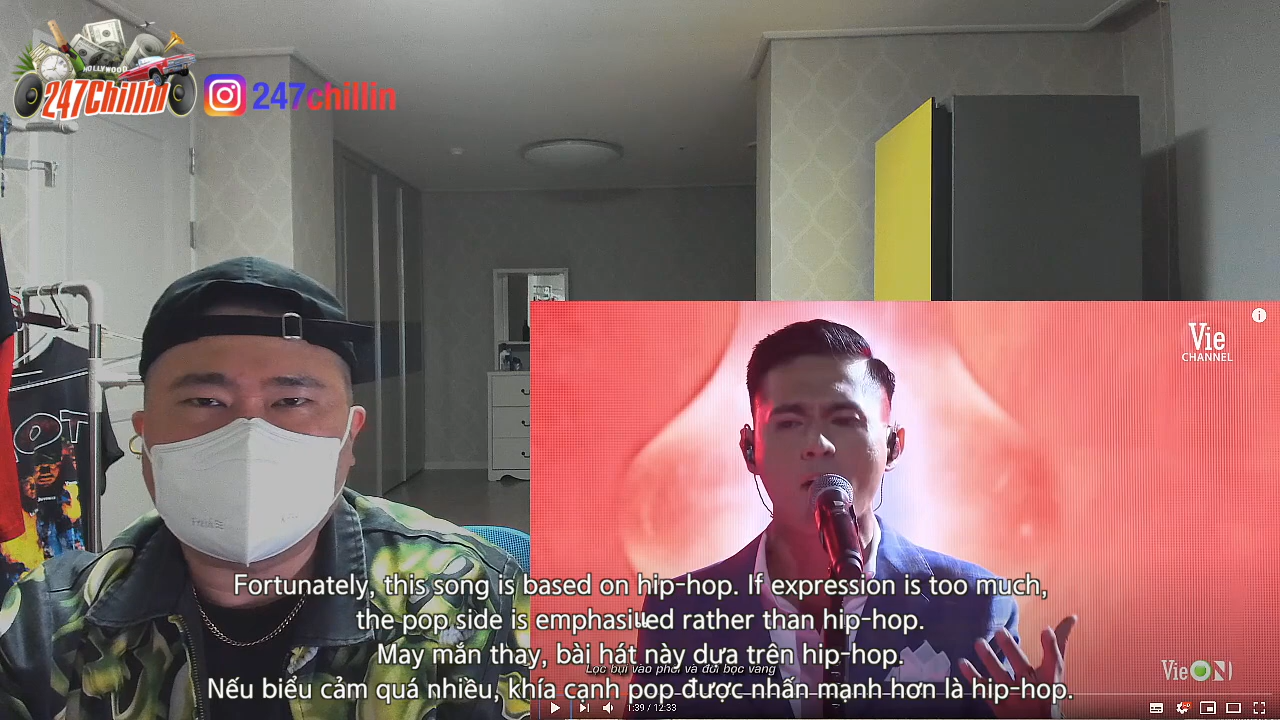 HOLLYWOOD
247Chillin
247chillin
OT
Vie
CHANNEL
Fortunately, this song is based on hip-hop. If expression is too much,
the pop side is emphasized rather than hip-hop.
May mắn thay, bài hát này dựa trên hip-hop.
Lọc bụi vào phổi và đời bọc vàng
Nếu biểu cảm quá nhiều, khía cạnh pop được nhấn mạnh hơn là hip-hop.
VieON
1:39 / 12:33